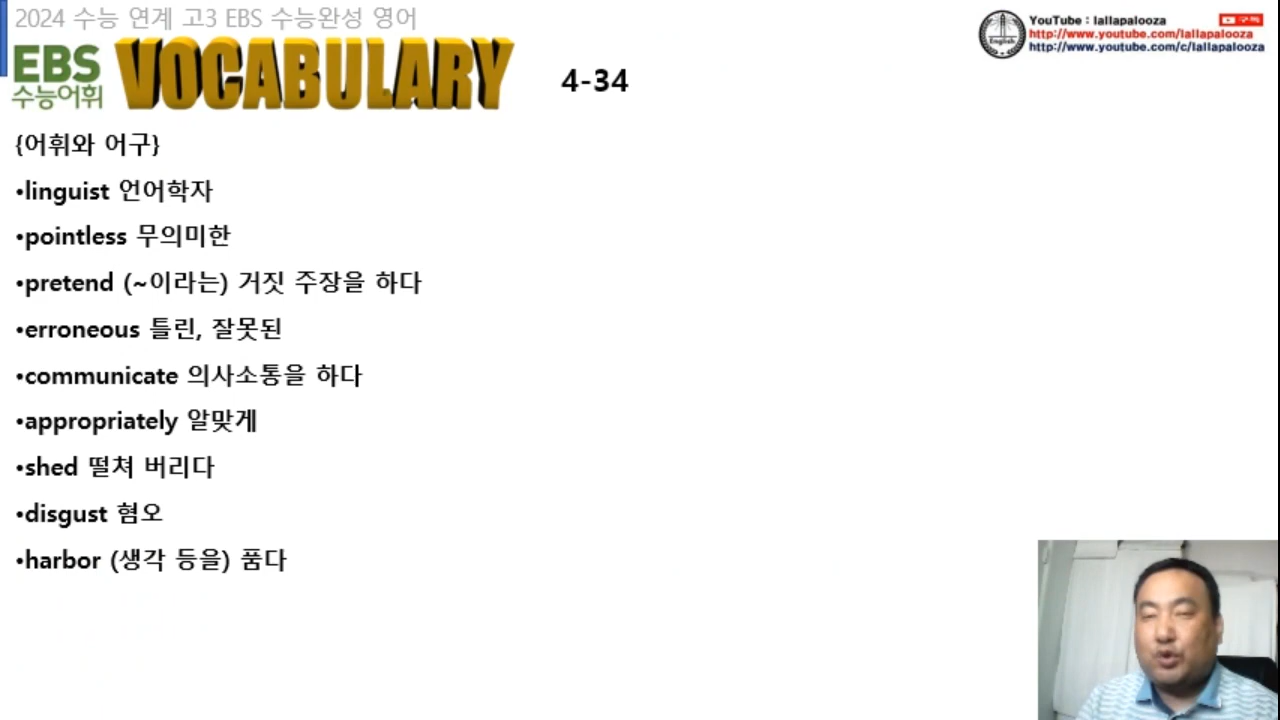 2024 수능 연계 고3 EBS 수능완성 영어
EBS
수능어휘
VOCABULARY
4-34
YouTube : lallapalooza
구독
http://www.youtube.com/lallapalooza
http://www.youtube.com/c/lallapalooza
English
{어휘와 어구}
•linguist 언어학자
•pointless 무의미한
•pretend (~이라는) 거짓 주장을 하다
•erroneous 틀린, 잘못된
•communicate 의사소통을 하다
•appropriately 알맞게
•shed 떨쳐 버리다
•disgust 혐오
•harbor (생각 등을) 품다